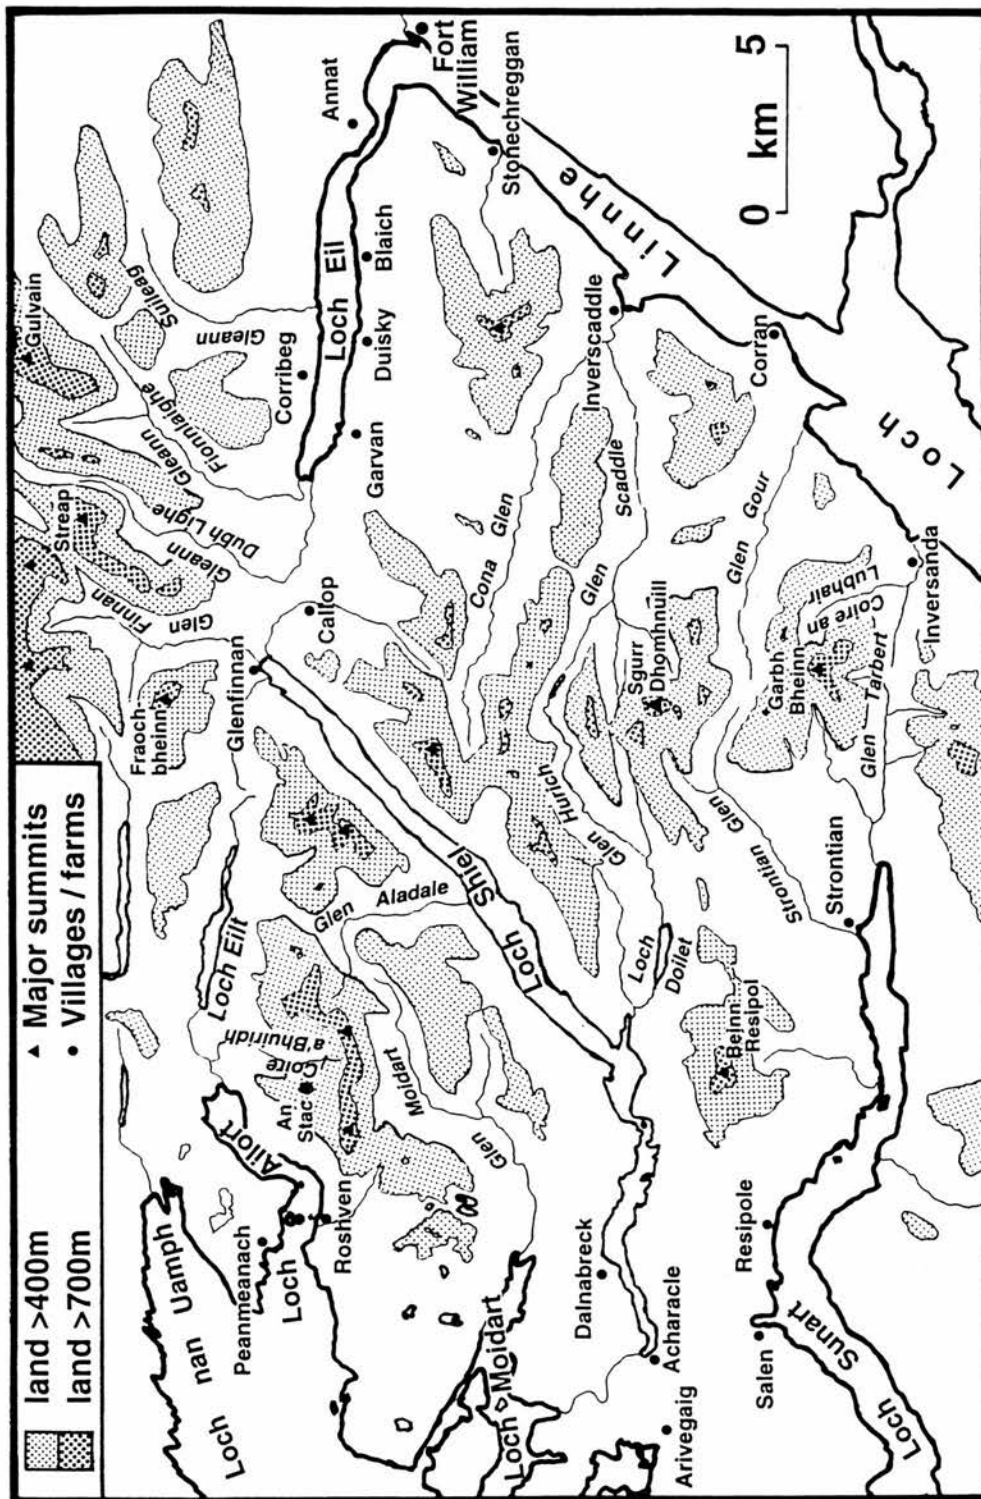 land >400m
land >700m
▲ Major summits
• Villages / farms
Loch
nan Uamph
Peanmeanach
Loch
Ailort
Roshven
An
Stac
Coire
a'Bhuiridh
Loch Eilt
Fraoch-
bheinn
Glenfinnan
Glen
Finnan
Streap
Gleann
Dubh Lighe
Gleann
Fionnlaighe
Gulvain
Gleann
Suileag
Callop
Corribeg
Garvan
Duisky
Blaich
Loch Eil
Annat
Fort
William
Stonechreggan
Glen
Moidart
Glen
Aladale
Loch
Shiel
Cona
Glen
Inverscaddle
Loch
Linnhe
Glen
Scaddle
Glen
Hurich
Loch
Doilet
Sgurr
Dhomhnuill
Corran
Glen
Gour
Loch
Moidart
Dalnabreck
Acharacle
Arivegaig
Beinn
Resipol
Glen
Strontian
Strontian
Garbh
Bheinn
Coire an
Lubhair
Glen
Tarbert
Inversanda
Salen
Resipole
Loch
Sunart
0
5
km